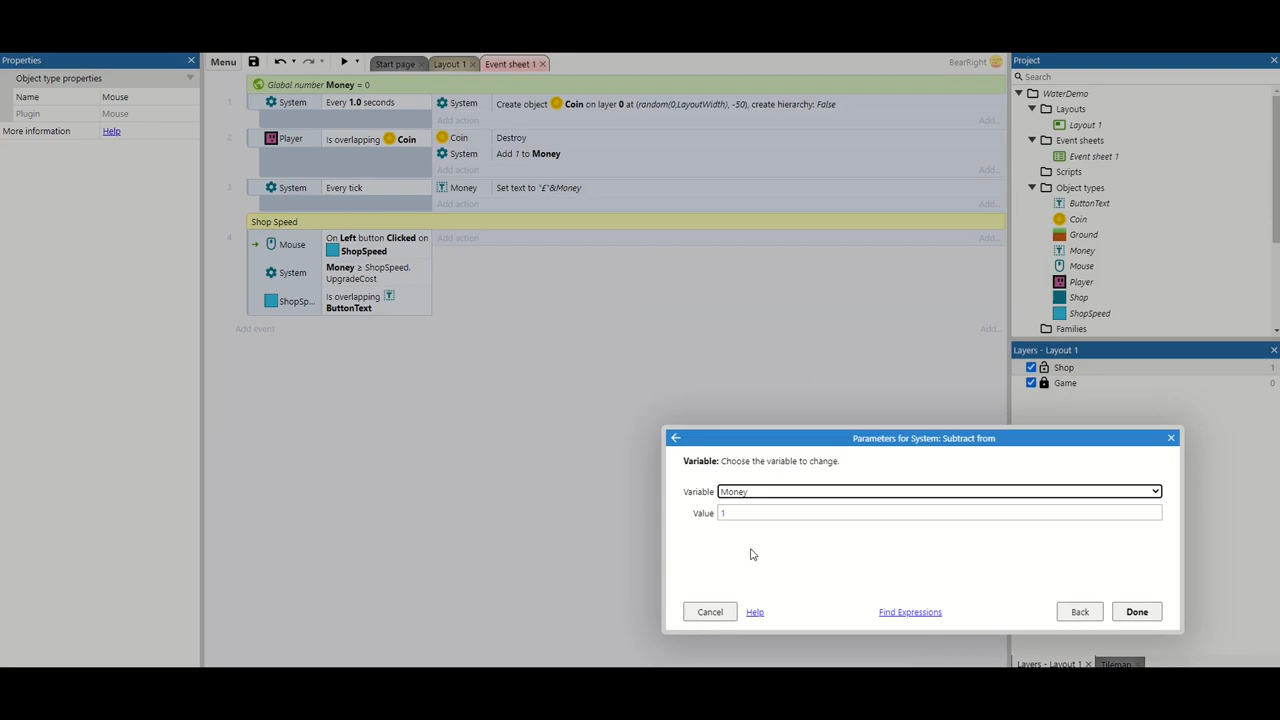 Properties
Object type properties
Name Mouse
Plugin Mouse
More information Help
Menu
Start page
Layout 1
Event sheet 1
BearRight
Global number Money = 0
1 System Every 1.0 seconds System Create object Coin on layer 0 at (random(0,LayoutWidth), -50), create hierarchy: False
Add action Add...
2 Player Is overlapping Coin Coin Destroy
System Add 1 to Money
Add action Add...
3 System Every tick Money Set text to "£"&Money
Add action Add...
Shop Speed
4 Mouse On Left button Clicked on ShopSpeed Add action Add...
System Money ≥ ShopSpeed.
UpgradeCost
ShopSp... Is overlapping
ButtonText
Add event Add...
Project
Search
WaterDemo
Layouts
Layout 1
Event sheets
Event sheet 1
Scripts
Object types
ButtonText
Coin
Ground
Money
Mouse
Player
Shop
ShopSpeed
Families
Layers - Layout 1
Shop 1
Game 0
Layers - Layout 1 Tilemap
Parameters for System: Subtract from
Variable: Choose the variable to change.
Variable Money
Value 1
Cancel Help Find Expressions Back Done